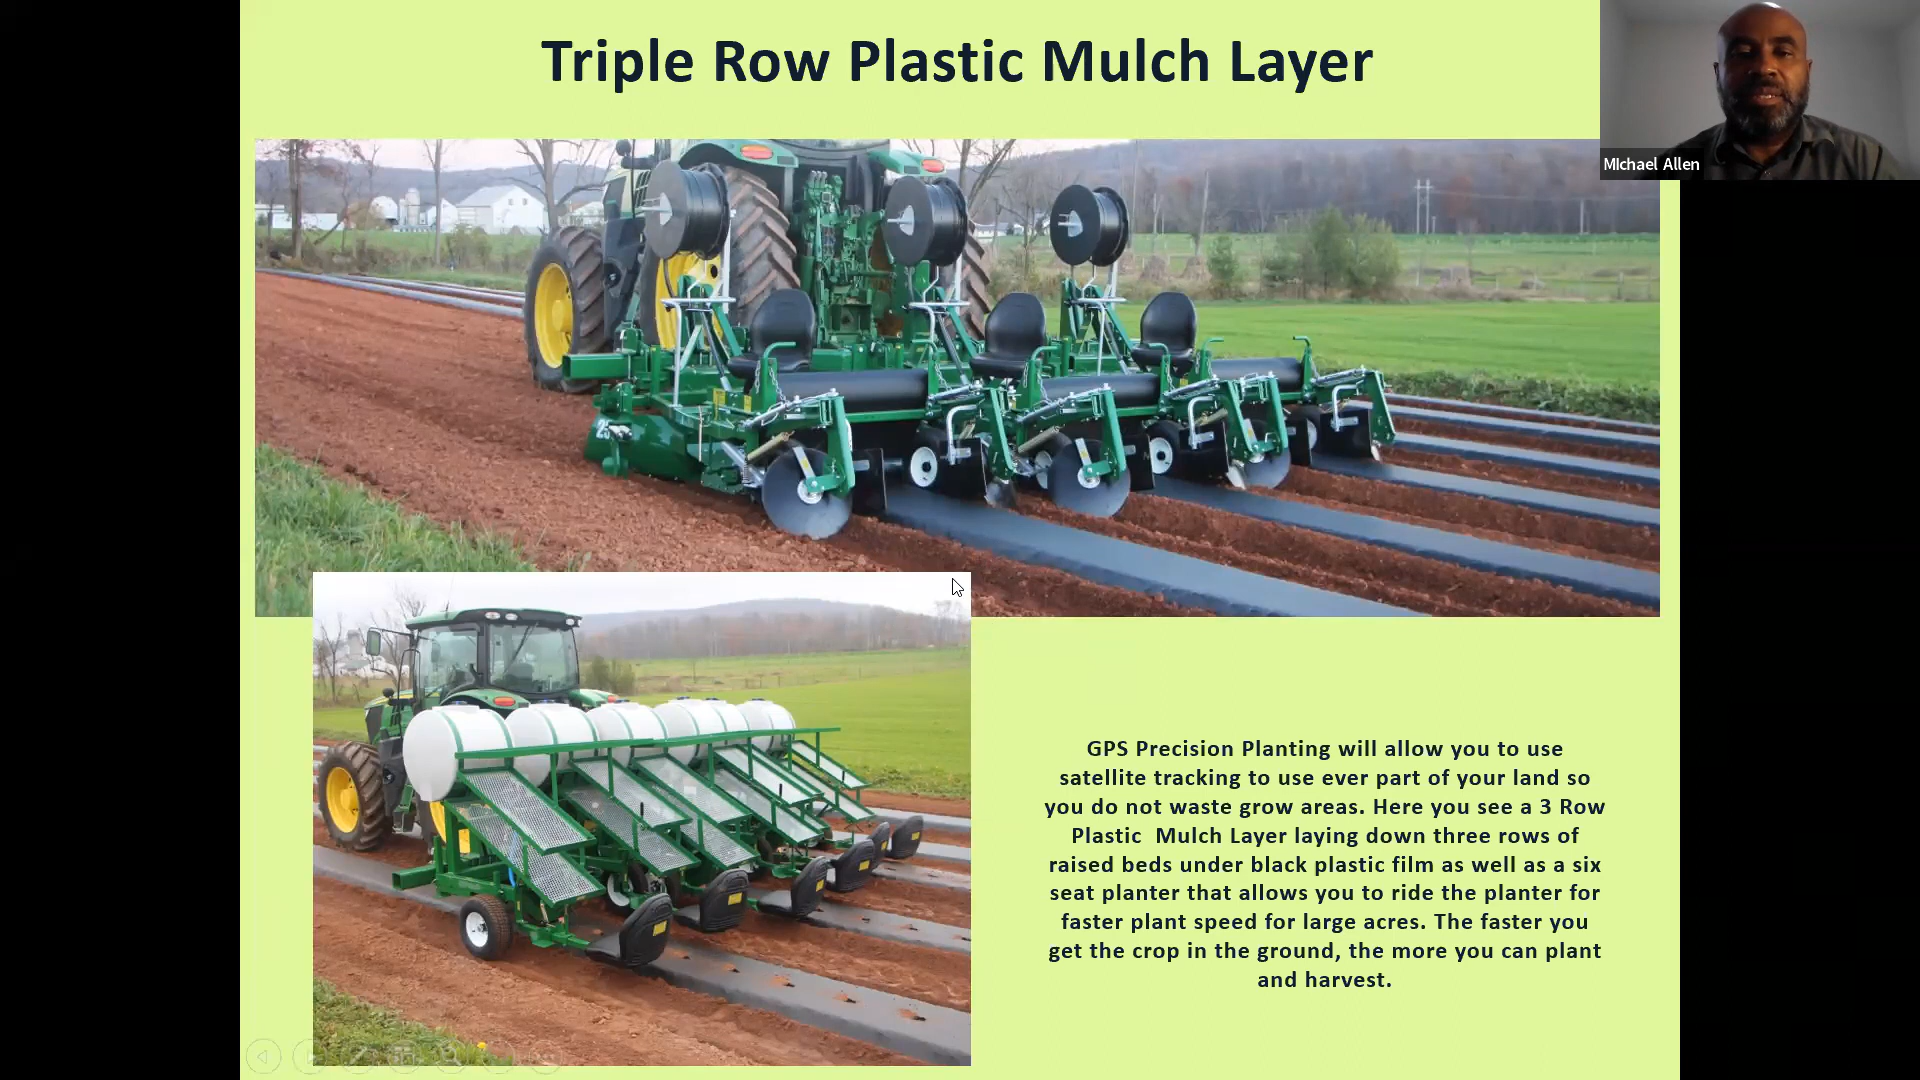 Triple Row Plastic Mulch Layer
MIchael Allen
25
GPS Precision Planting will allow you to use
satellite tracking to use ever part of your land so
you do not waste grow areas. Here you see a 3 Row
Plastic  Mulch Layer laying down three rows of
raised beds under black plastic film as well as a six
seat planter that allows you to ride the planter for
faster plant speed for large acres. The faster you
get the crop in the ground, the more you can plant
and harvest.